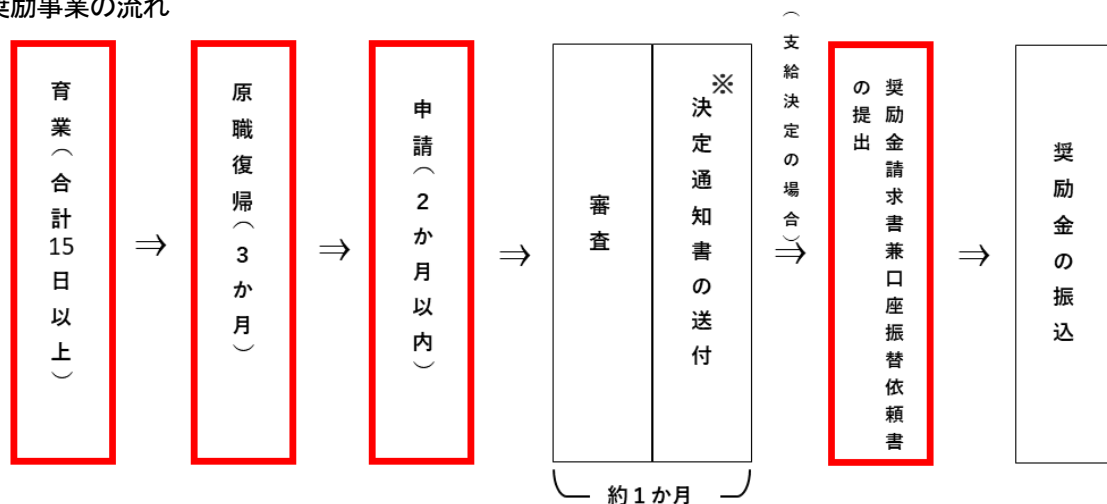 奨励事業の流れ
育業（合計15日以上）
⇒
原職復帰（３か月）
⇒
申請（２か月以内）
⇒
審査
※
決定通知書の送付
約１か月
（支給決定の場合）
⇒
奨励金請求書兼口座振替依頼書
の提出
⇒
奨励金の振込